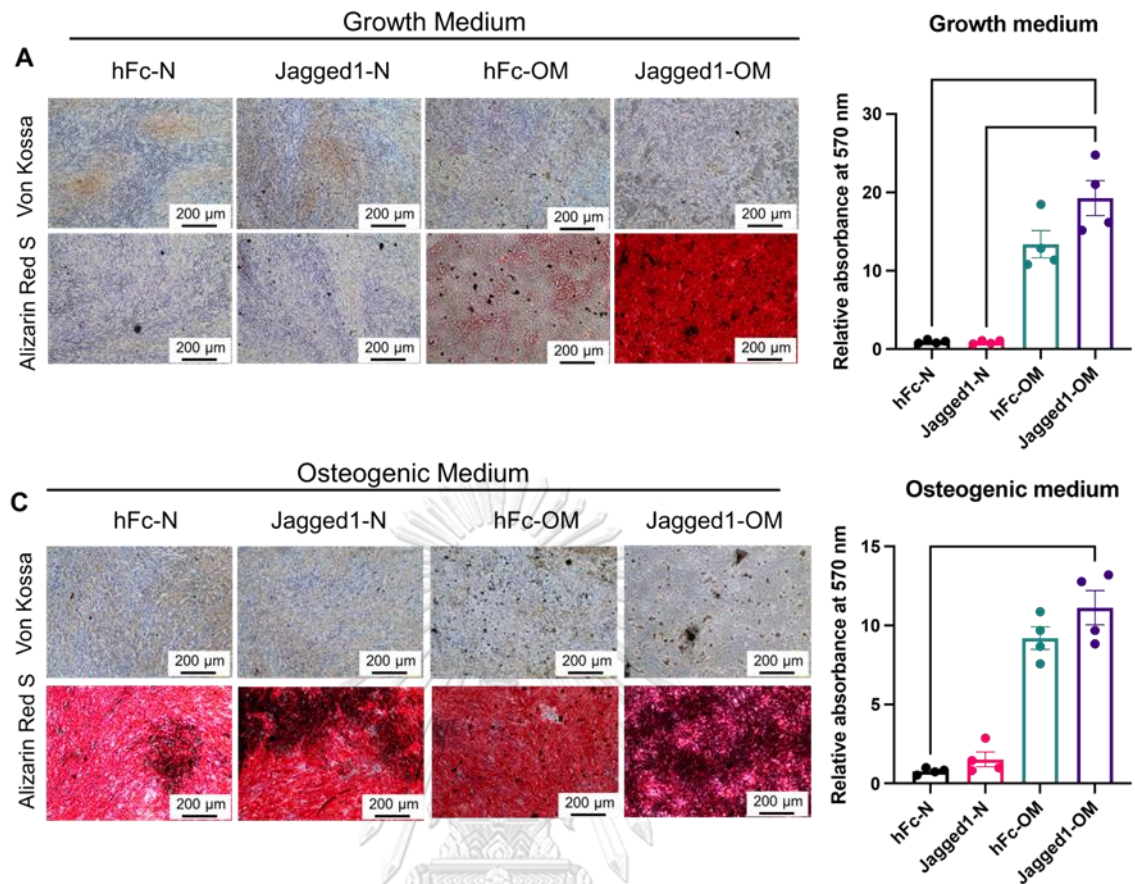 Growth Medium
A
hFc-N Jagged1-N hFc-OM Jagged1-OM
Von Kossa
200 µm 200 µm 200 µm 200 µm
Alizarin Red S
200 µm 200 µm 200 µm 200 µm
Growth medium
Relative absorbance at 570 nm
30
20
10
0
hFc-N
Jagged1-N
hFc-OM
Jagged1-OM
Osteogenic Medium
C
hFc-N Jagged1-N hFc-OM Jagged1-OM
Von Kossa
200 µm 200 µm 200 µm 200 µm
Alizarin Red S
200 µm 200 µm 200 µm 200 µm
Osteogenic medium
Relative absorbance at 570 nm
15
10
5
0
hFc-N
Jagged1-N
hFc-OM
Jagged1-OM